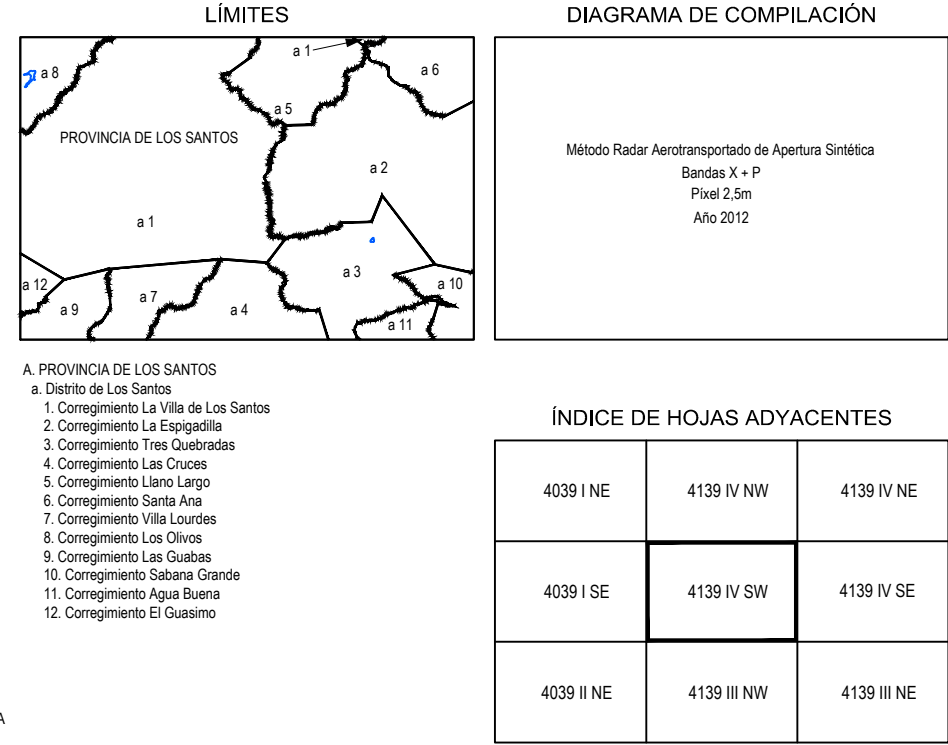 LÍMITES
a 1
a 8
a 6
a 5
PROVINCIA DE LOS SANTOS
a 2
a 1
a 3
a 12
a 10
a 7
a 9
a 4
a 11
A. PROVINCIA DE LOS SANTOS
a. Distrito de Los Santos
1. Corregimiento La Villa de Los Santos
2. Corregimiento La Espigadilla
3. Corregimiento Tres Quebradas
4. Corregimiento Las Cruces
5. Corregimiento Llano Largo
6. Corregimiento Santa Ana
7. Corregimiento Villa Lourdes
8. Corregimiento Los Olivos
9. Corregimiento Las Guabas
10. Corregimiento Sabana Grande
11. Corregimiento Agua Buena
12. Corregimiento El Guasimo
A
DIAGRAMA DE COMPILACIÓN
Método Radar Aerotransportado de Apertura Sintética
Bandas X + P
Píxel 2,5m
Año 2012
ÍNDICE DE HOJAS ADYACENTES
4039 I NE 4139 IV NW 4139 IV NE
4039 I SE 4139 IV SW 4139 IV SE
4039 II NE 4139 III NW 4139 III NE